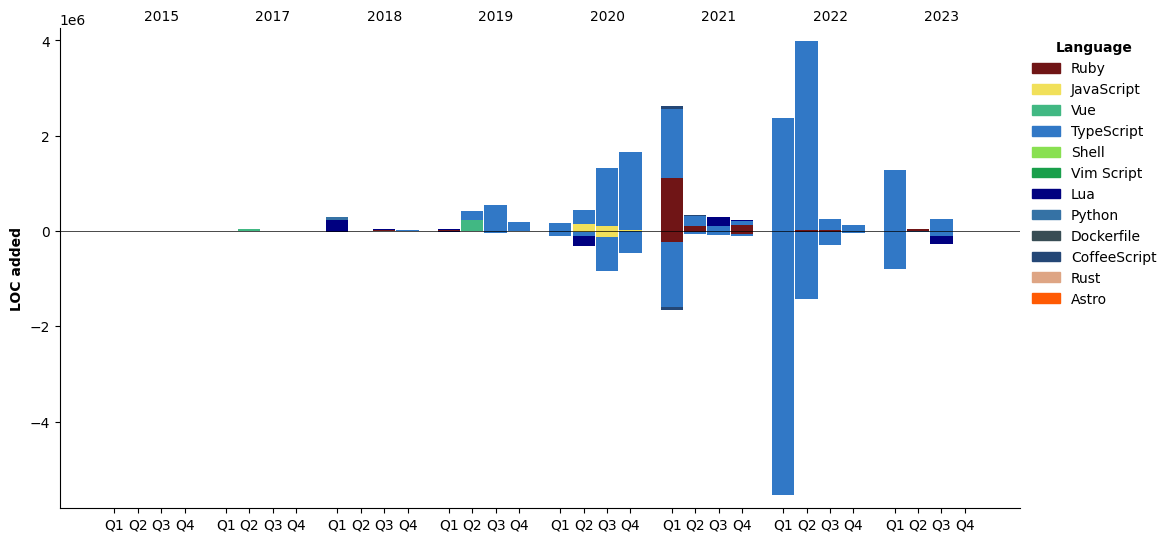 1e6
2015 2017 2018 2019 2020 2021 2022 2023
4
2
0
−2
−4
LOC added
Q1 Q2 Q3 Q4 Q1 Q2 Q3 Q4 Q1 Q2 Q3 Q4 Q1 Q2 Q3 Q4 Q1 Q2 Q3 Q4 Q1 Q2 Q3 Q4 Q1 Q2 Q3 Q4 Q1 Q2 Q3 Q4
Language
Ruby
JavaScript
Vue
TypeScript
Shell
Vim Script
Lua
Python
Dockerfile
CoffeeScript
Rust
Astro